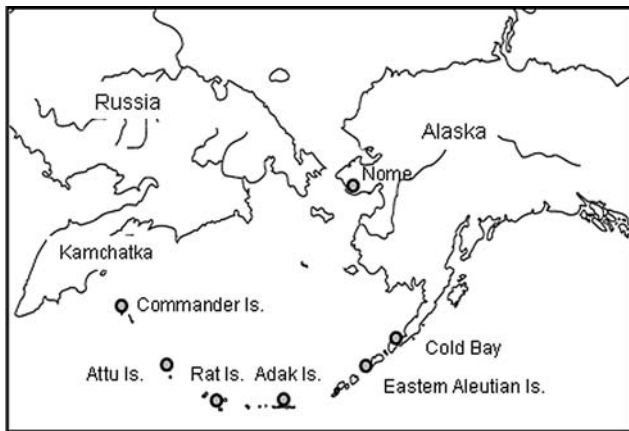 Russia
Alaska
Nome
Kamchatka
Commander Is.
Cold Bay
Attu Is.
Rat Is.
Adak Is.
Eastern Aleutian Is.